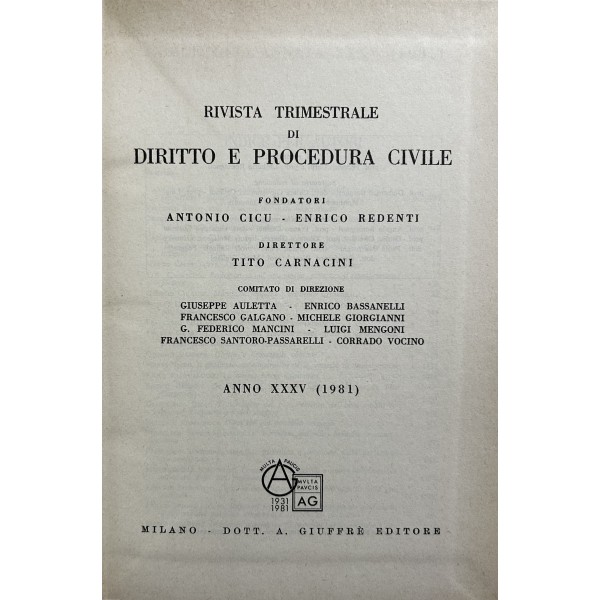 RIVISTA TRIMESTRALE
DI
DIRITTO E PROCEDURA CIVILE
FONDATORI
ANTONIO CICU - ENRICO REDENTI
DIRETTORE
TITO CARNACINI
COMITATO DI DIREZIONE
GIUSEPPE AULETTA - ENRICO BASSANELLI
FRANCESCO GALGANO - MICHELE GIORGIANNI
G. FEDERICO MANCINI - LUIGI MENGONI
FRANCESCO SANTORO-PASSARELLI - CORRADO VOCINO
ANNO XXXV (1981)
MULTA PAUCIS
AG
1931
1981
MVLTA
PAVCIS
AG
MILANO - DOTT. A. GIUFFRÈ EDITORE